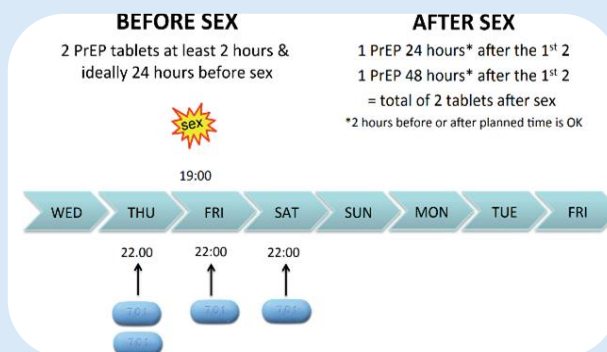 BEFORE SEX
2 PrEP tablets at least 2 hours &
ideally 24 hours before sex
AFTER SEX
1 PrEP 24 hours* after the 1st 2
1 PrEP 48 hours* after the 1st 2
= total of 2 tablets after sex
*2 hours before or after planned time is OK
sex
19:00
WED THU FRI SAT SUN MON TUE FRI
22.00 22:00 22:00
701 701 701
701